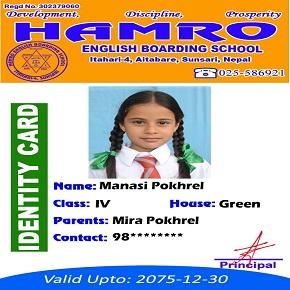 Regd No: 302379060
Development, Discipline, Prosperity
HAMRO
ENGLISH BOARDING SCHOOL
Itahari-4, Aitabare, Sunsari, Nepal
☎025-586921
IDENTITY CARD
Name: Manasi Pokhrel
Class: IV House: Green
Parents: Mira Pokhrel
Contact: 98********
Principal
Valid Upto: 2075-12-30